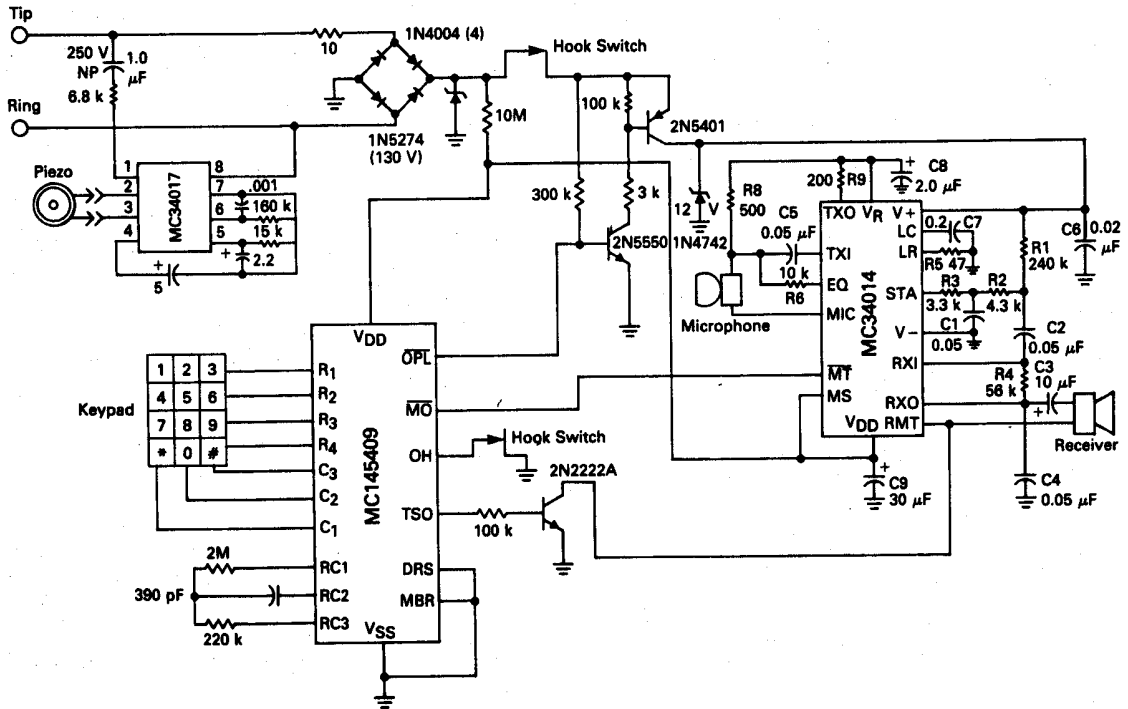 Tip
250 V
NP
1.0
μF
6.8 k
10
1N4004 (4)
Hook Switch
Ring
1N5274
(130 V)
10M
100 k
2N5401
Piezo
1
2
3
4
MC34017
8
7
6
5
.001
160 k
15 k
2.2
+
5
+
300 k
3 k
12 V
1N4742
2N5550
R8
500
200
R9
+
C8
2.0 μF
C5
0.05 μF
10 k
R6
Microphone
TXO
VR
V+
LC
LR
TXI
EQ
STA
MIC
V−
RXI
MT
MS
RXO
VDD
RMT
MC34014
0.2
C7
R5 47
R1
240 k
C6
0.02
μF
R3
3.3 k
R2
4.3 k
C1
0.05
C2
0.05 μF
R4
56 k
C3
10 μF
+
Receiver
+
C9
30 μF
C4
0.05 μF
VDD
OPL
MO
OH
TSO
DRS
MBR
VSS
MC145409
R1
R2
R3
R4
C3
C2
C1
RC1
RC2
RC3
Keypad
1 2 3
4 5 6
7 8 9
* 0 #
Hook Switch
2N2222A
100 k
2M
390 pF
220 k